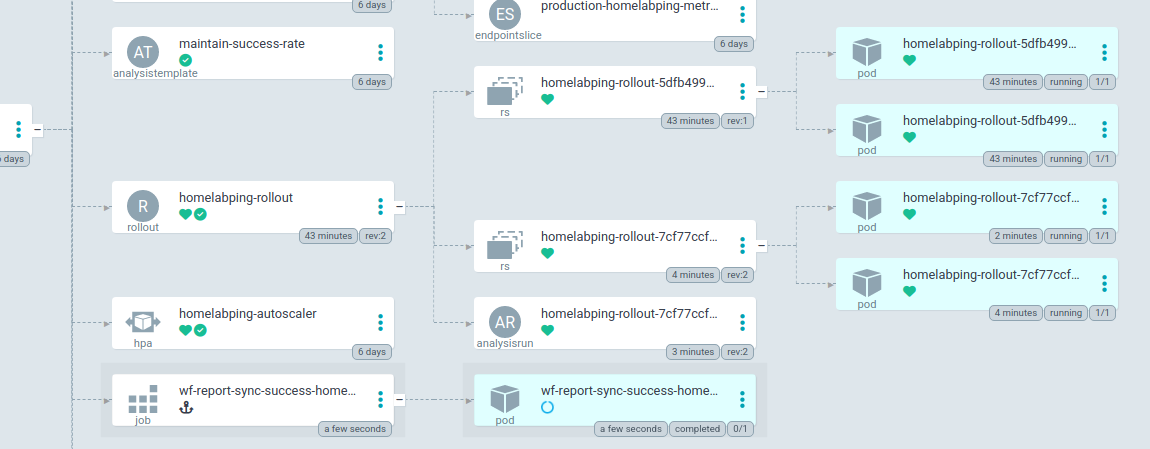 6 days
production-homelabping-metr...
ES
endpointslice
6 days
maintain-success-rate
AT
analysistemplate
6 days
homelabping-rollout-5dfb499...
rs
43 minutes rev:1
homelabping-rollout-5dfb499...
pod
43 minutes running 1/1
homelabping-rollout-5dfb499...
pod
43 minutes running 1/1
days
homelabping-rollout
R
rollout
43 minutes rev:2
homelabping-rollout-7cf77ccf...
rs
4 minutes rev:2
homelabping-rollout-7cf77ccf...
pod
2 minutes running 1/1
homelabping-rollout-7cf77ccf...
pod
4 minutes running 1/1
homelabping-autoscaler
hpa
6 days
homelabping-rollout-7cf77ccf...
AR
analysisrun
3 minutes rev:2
wf-report-sync-success-home...
job
a few seconds
wf-report-sync-success-home...
pod
a few seconds completed 0/1